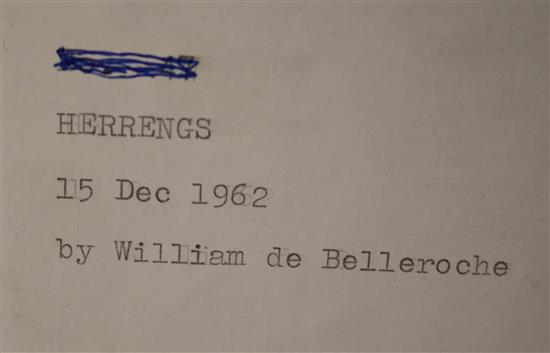 HERRENGS
15 Dec 1962
by William de Belleroche